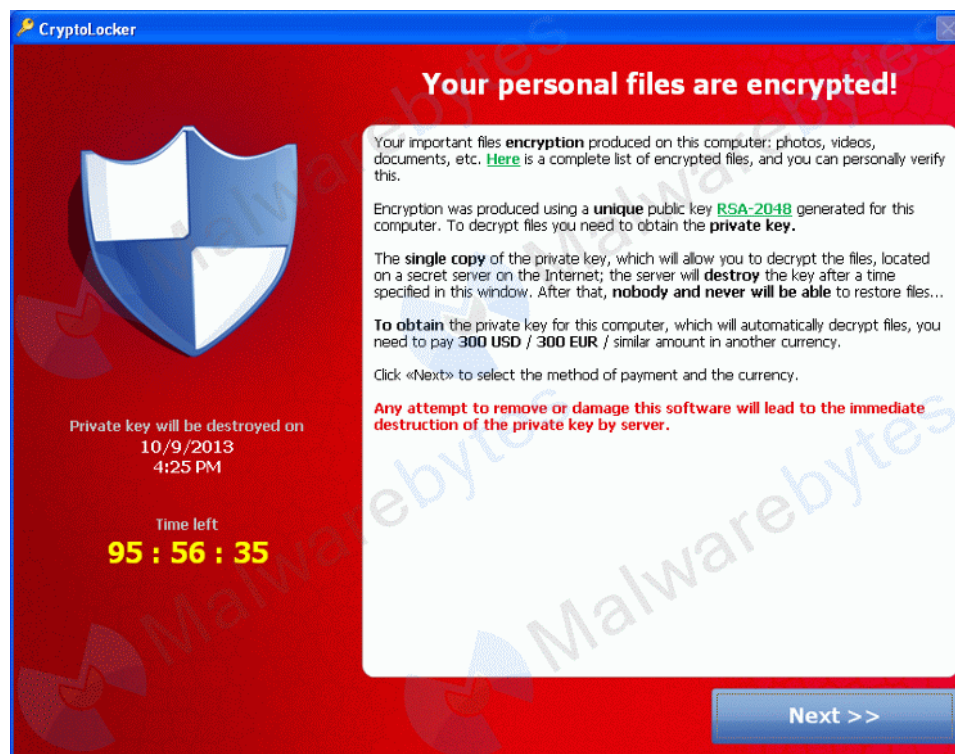 CryptoLocker
Your personal files are encrypted!
Your important files encryption produced on this computer: photos, videos,
documents, etc. Here is a complete list of encrypted files, and you can personally verify
this.
Encryption was produced using a unique public key RSA-2048 generated for this
computer. To decrypt files you need to obtain the private key.
The single copy of the private key, which will allow you to decrypt the files, located
on a secret server on the Internet; the server will destroy the key after a time
specified in this window. After that, nobody and never will be able to restore files...
To obtain the private key for this computer, which will automatically decrypt files, you
need to pay 300 USD / 300 EUR / similar amount in another currency.
Click «Next» to select the method of payment and the currency.
Any attempt to remove or damage this software will lead to the immediate
destruction of the private key by server.
Private key will be destroyed on
10/9/2013
4:25 PM
Time left
95 : 56 : 35
Next >>
Malwarebytes
Malwarebytes
Malwarebytes
Malwarebytes